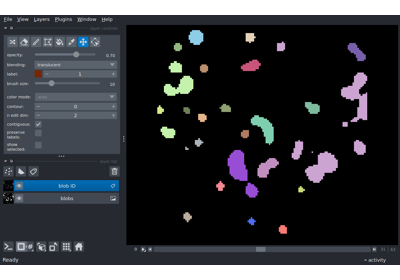 File View Layers Plugins Window Help
opacity: 0.70
blending: translucent
label: 1
brush size: 10
color mode:
contour: 0
n edit dim: 2
contiguous:
preserve labels:
show selected:
blob ID
blobs
Ready
activity